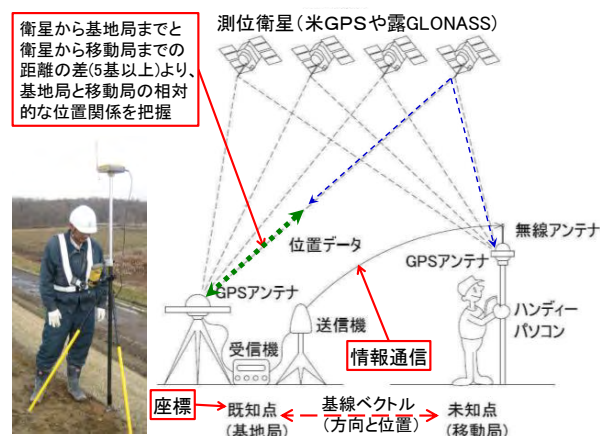 衛星から基地局までと
衛星から移動局までの
距離の差(5基以上)より、
基地局と移動局の相対
的な位置関係を把握
測位衛星(米GPSや露GLONASS)
位置データ
無線アンテナ
GPSアンテナ
GPSアンテナ
送信機
受信機
ハンディー
パソコン
情報通信
座標
既知点
(基地局)
基線ベクトル
(方向と位置)
未知点
(移動局)